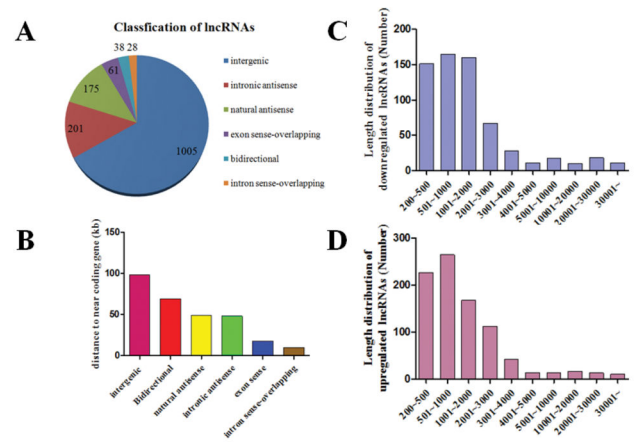 A
Classfication of lncRNAs
38
28
61
175
201
1005
intergenic
intronic antisense
natural antisense
exon sense-overlapping
bidirectional
intron sense-overlapping
B
distance to near coding gene (kb)
150
100
50
0
intergenic
Bidirectional
natural antisense
intronic antisense
exon sense
intron sense-overlapping
C
Length distribution of
downregulated lncRNAs (Number)
200
150
100
50
0
200~500
501~1000
1001~2000
2001~3000
3001~4000
4001~5000
5001~10000
10001~20000
20001~30000
30001~
D
Length distribution of
upregulated lncRNAs (Number)
300
200
100
0
200~500
501~1000
1001~2000
2001~3000
3001~4000
4001~5000
5001~10000
10001~20000
20001~30000
30001~